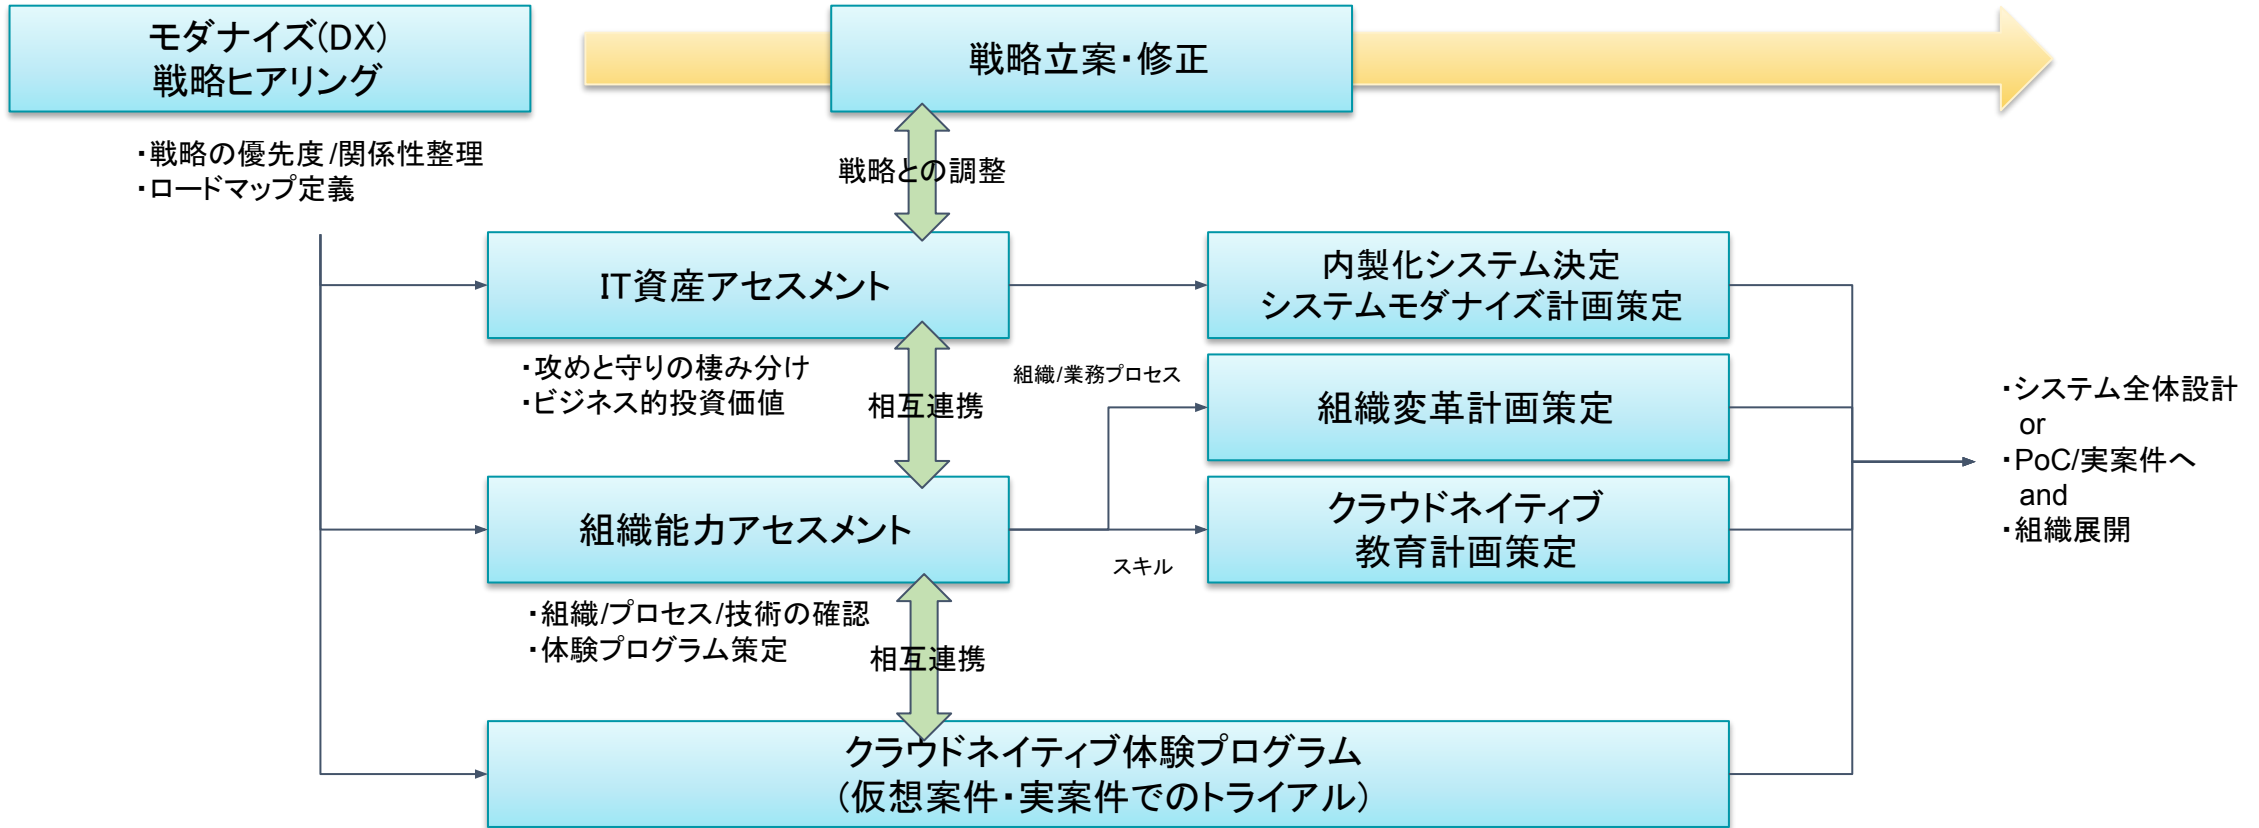 モダナイズ(DX)
戦略ヒアリング
戦略立案・修正
・戦略の優先度/関係性整理
・ロードマップ定義
戦略との調整
IT資産アセスメント
内製化システム決定
システムモダナイズ計画策定
・攻めと守りの棲み分け
・ビジネス的投資価値
相互連携
組織/業務プロセス
組織変革計画策定
・システム全体設計
or
・PoC/実案件へ
and
・組織展開
組織能力アセスメント
スキル
クラウドネイティブ
教育計画策定
・組織/プロセス/技術の確認
・体験プログラム策定
相互連携
クラウドネイティブ体験プログラム
（仮想案件・実案件でのトライアル）